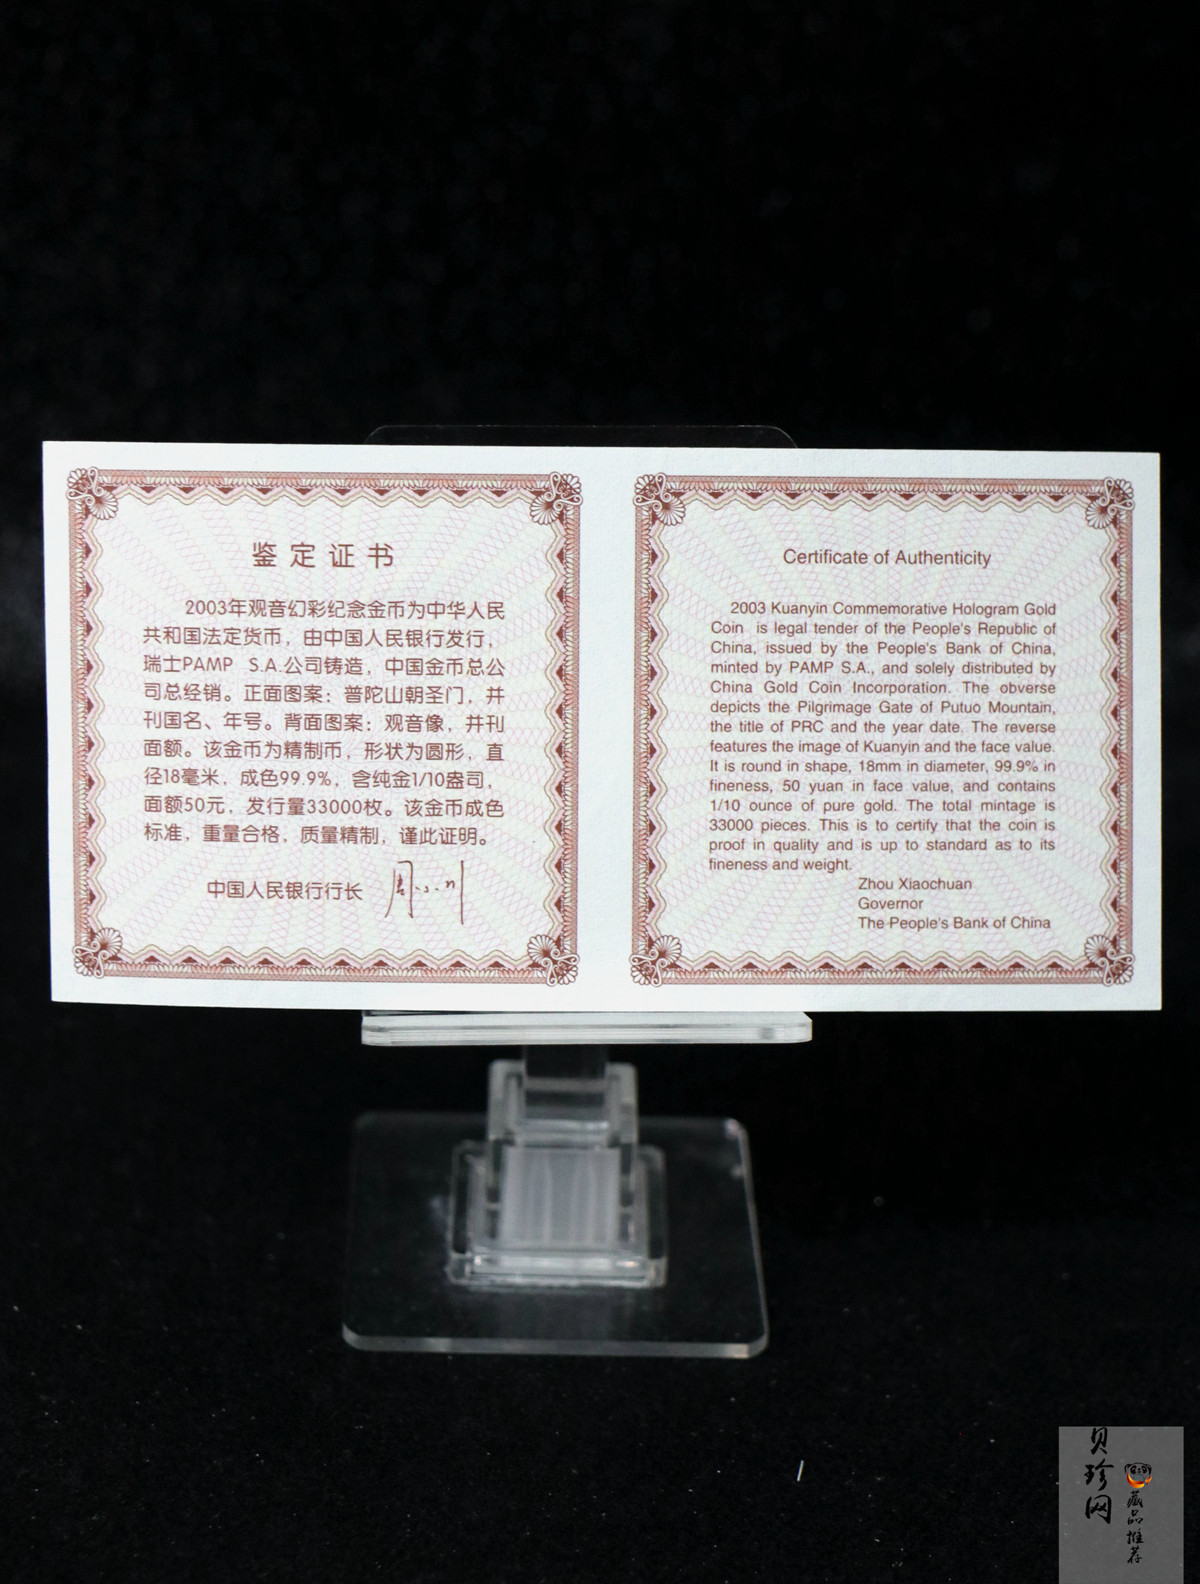 鉴定证书
2003年观音幻彩纪念金币为中华人民
共和国法定货币，由中国人民银行发行，
瑞士PAMP S.A.公司铸造，中国金币总公
司总经销。正面图案：普陀山朝圣门，并
刊国名、年号。背面图案：观音像，并刊
面额。该金币为精制币，形状为圆形，直
径18毫米，成色99.9%，含纯金1/10盎司，
面额50元，发行量33000枚。该金币成色
标准，重量合格，质量精制，谨此证明。
中国人民银行行长 周小川
Certificate of Authenticity
2003 Kuanyin Commemorative Hologram Gold
Coin is legal tender of the People's Republic of
China, issued by the People's Bank of China,
minted by PAMP S.A., and solely distributed by
China Gold Coin Incorporation. The obverse
depicts the Pilgrimage Gate of Putuo Mountain,
the title of PRC and the year date. The reverse
features the image of Kuanyin and the face value.
It is round in shape, 18mm in diameter, 99.9% in
fineness, 50 yuan in face value, and contains
1/10 ounce of pure gold. The total mintage is
33000 pieces. This is to certify that the coin is
proof in quality and is up to standard as to its
fineness and weight.
Zhou Xiaochuan
Governor
The People's Bank of China
贝珍网
藏品推荐